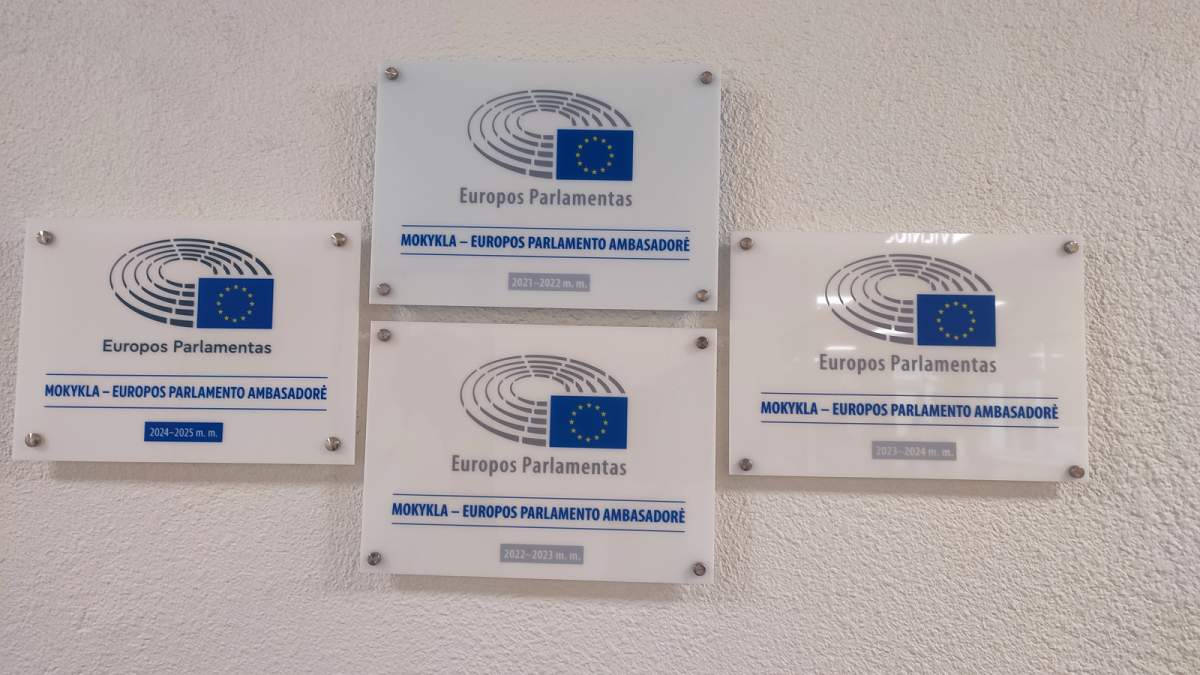 Europos Parlamentas
MOKYKLA – EUROPOS PARLAMENTO AMBASADORĖ
2021–2022 m. m.
Europos Parlamentas
MOKYKLA – EUROPOS PARLAMENTO AMBASADORĖ
2024–2025 m. m.
Europos Parlamentas
MOKYKLA – EUROPOS PARLAMENTO AMBASADORĖ
2022–2023 m. m.
Europos Parlamentas
MOKYKLA – EUROPOS PARLAMENTO AMBASADORĖ
2023–2024 m. m.